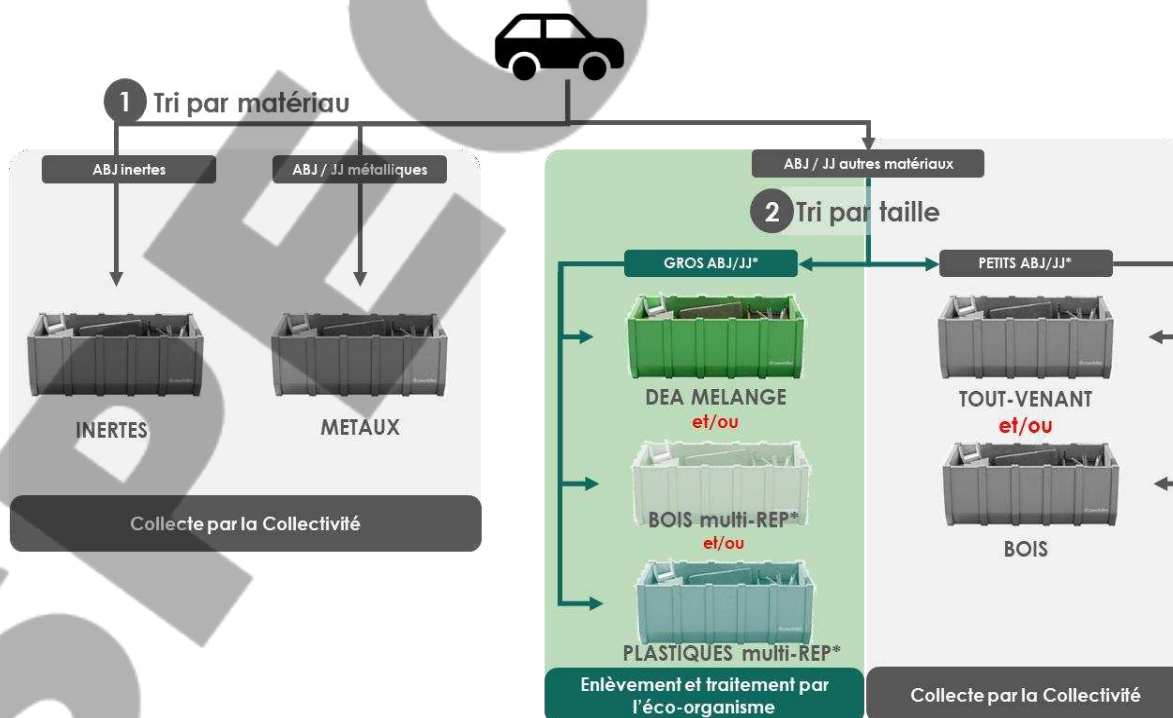 1 Tri par matériau
ABJ inertes
ABJ / JJ métalliques
ABJ / JJ autres matériaux
2 Tri par taille
GROS ABJ/JJ*
PETITS ABJ/JJ*
INERTES
METAUX
DEA MELANGE
et/ou
TOUT-VENANT
et/ou
BOIS multi-REP*
et/ou
BOIS
PLASTIQUES multi-REP*
Collecte par la Collectivité
Enlèvement et traitement par
l'éco-organisme
Collecte par la Collectivité